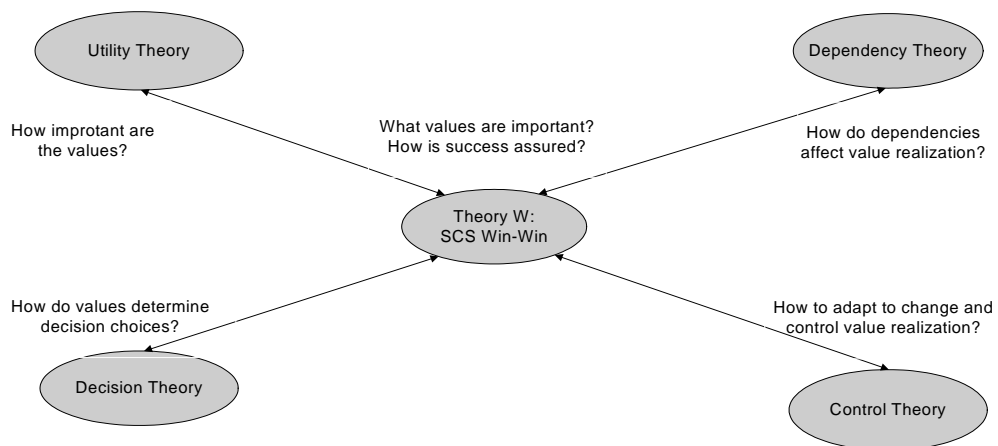 Utility Theory
Dependency Theory
How improtant are
the values?
What values are important?
How is success assured?
How do dependencies
affect value realization?
Theory W:
SCS Win-Win
How do values determine
decision choices?
How to adapt to change and
control value realization?
Decision Theory
Control Theory